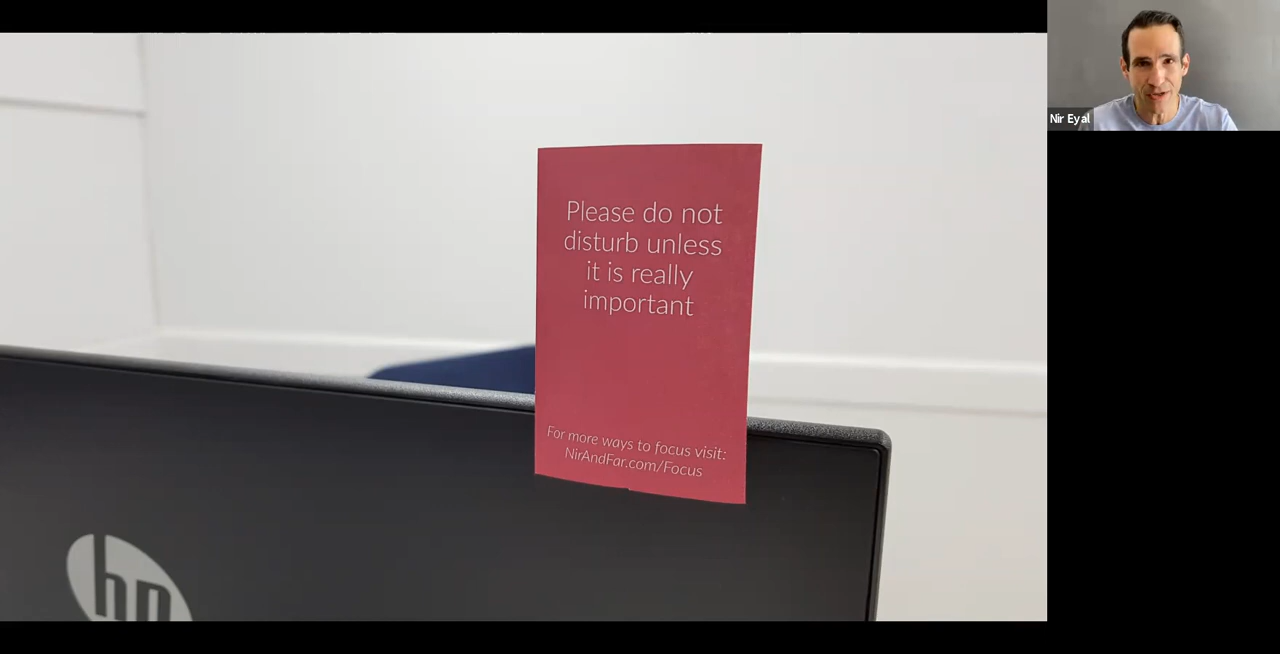 Please do not
disturb unless
it is really
important
For more ways to focus visit:
NirAndFar.com/Focus
hp
Nir Eyal